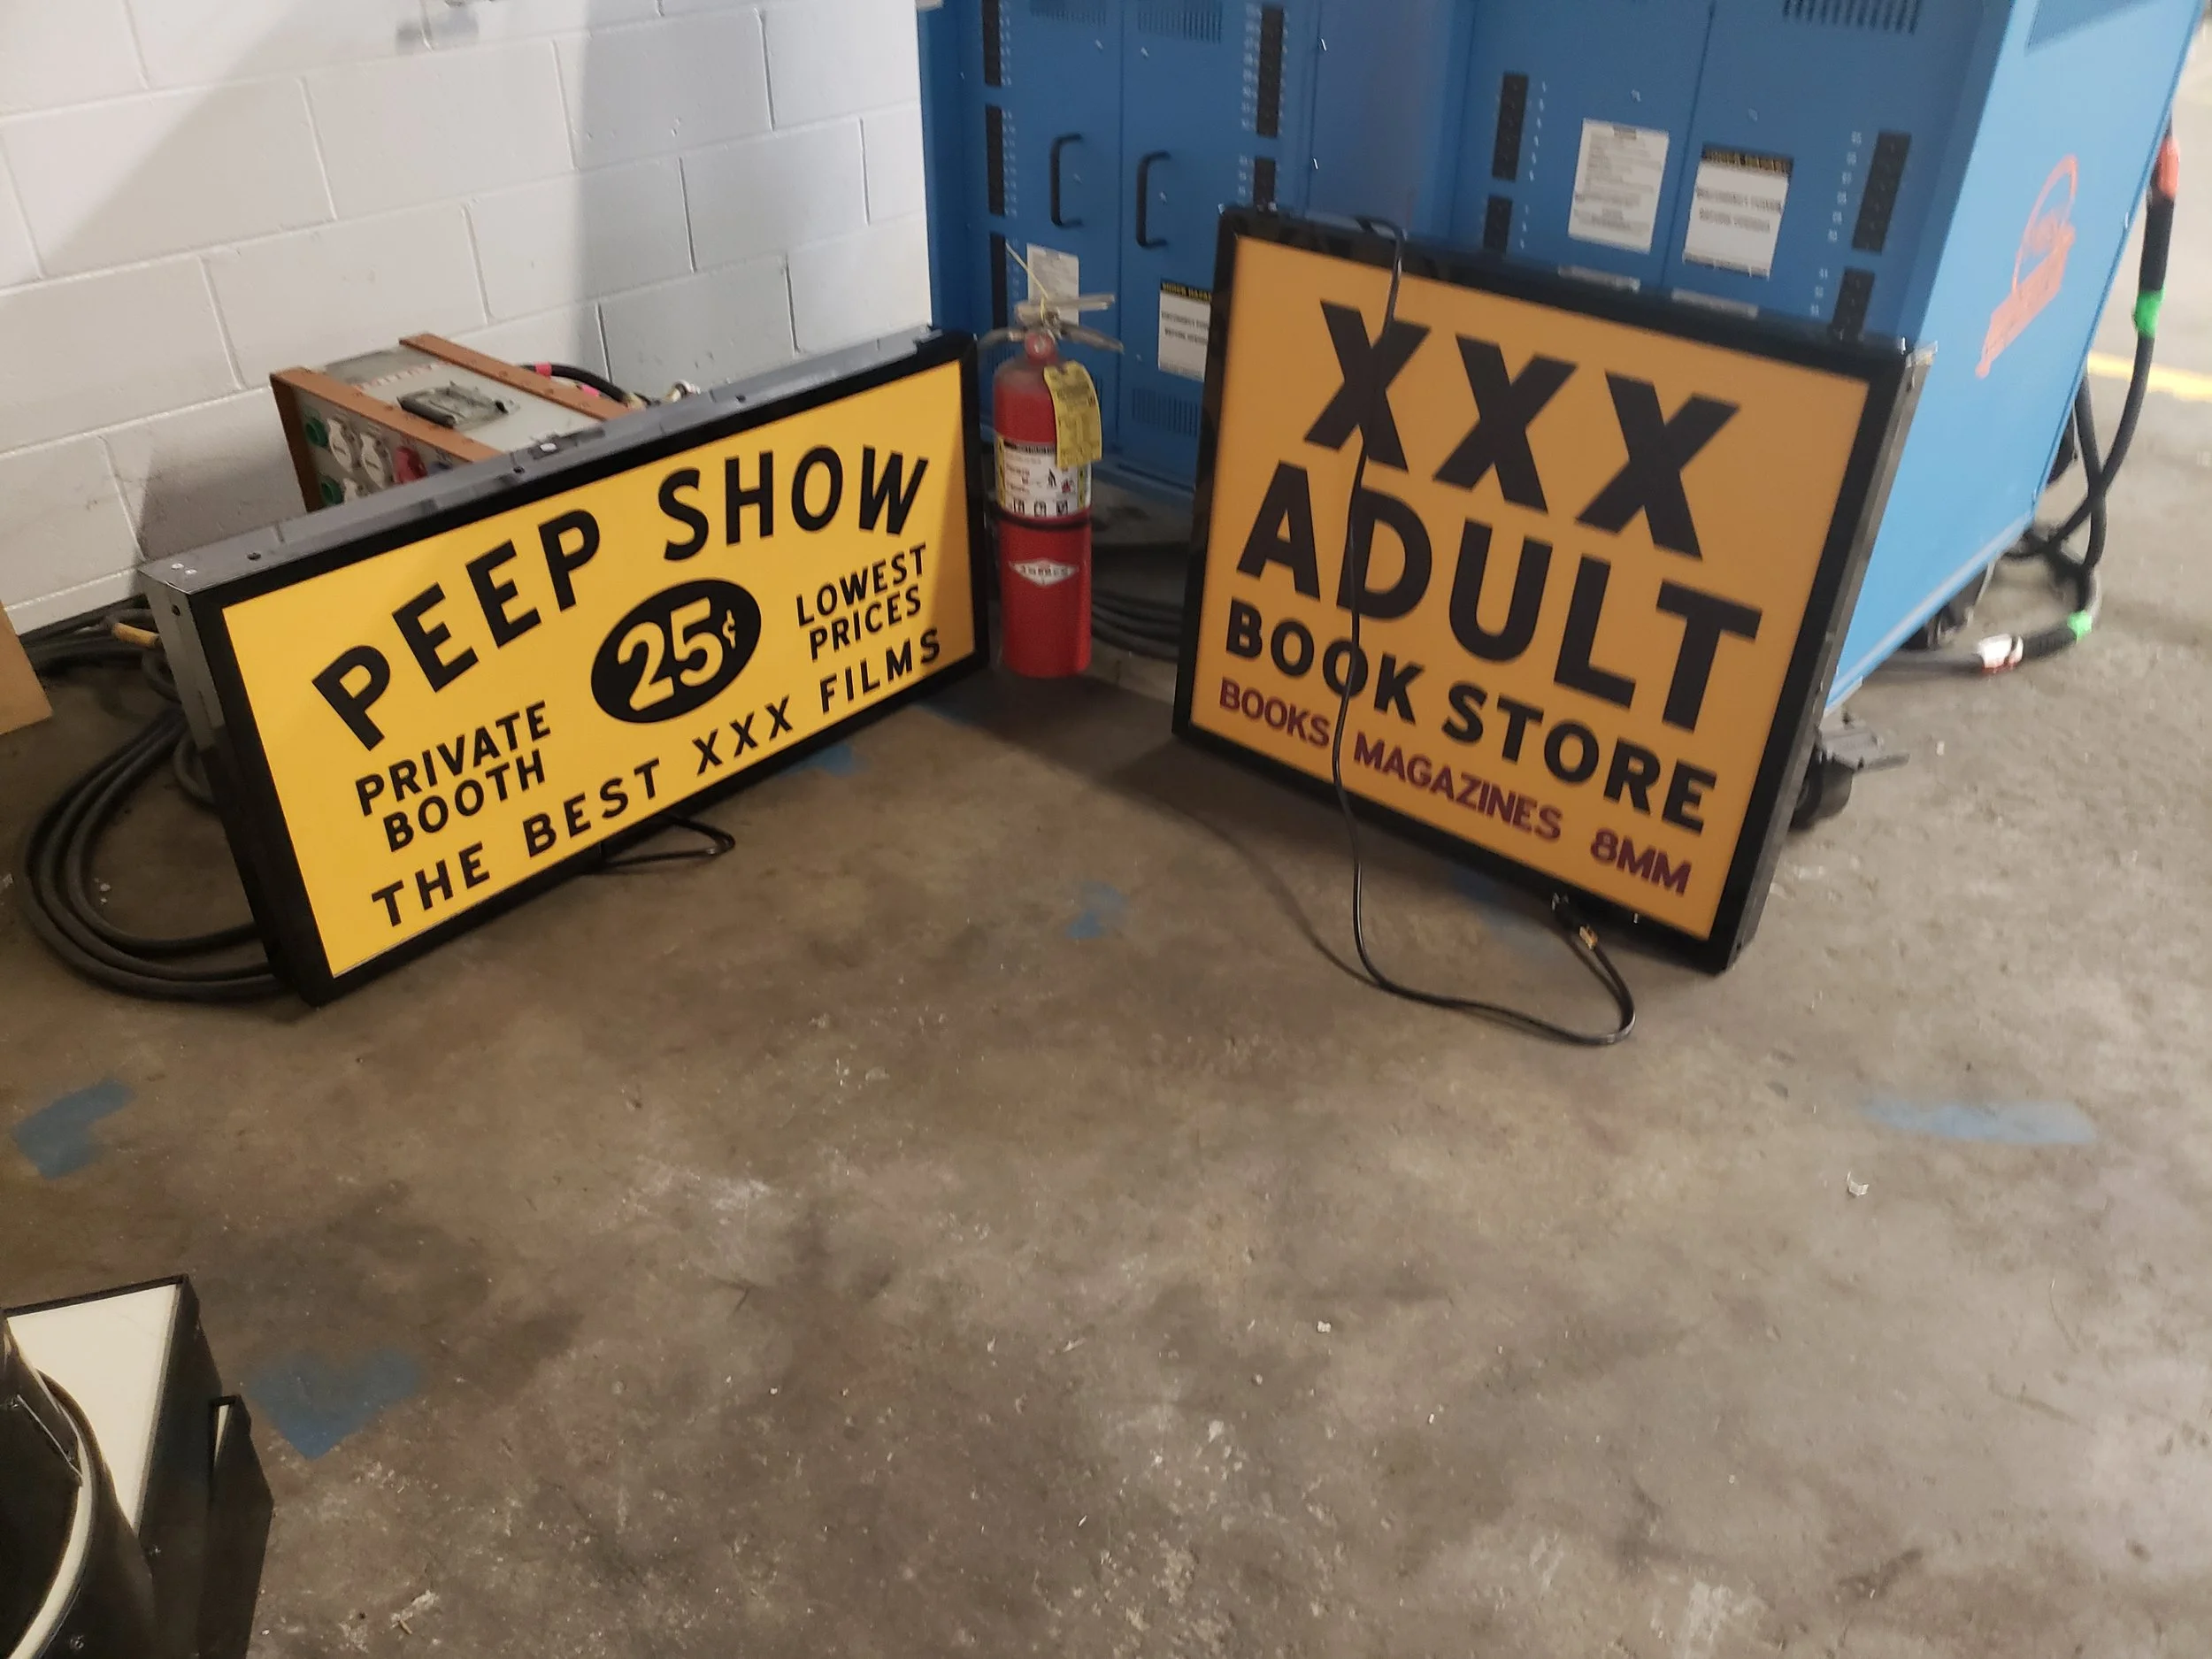 PEEP SHOW
25¢
LOWEST
PRICES
PRIVATE
BOOTH
THE BEST XXX FILMS
XXX
ADULT
BOOK STORE
BOOKS MAGAZINES 8MM